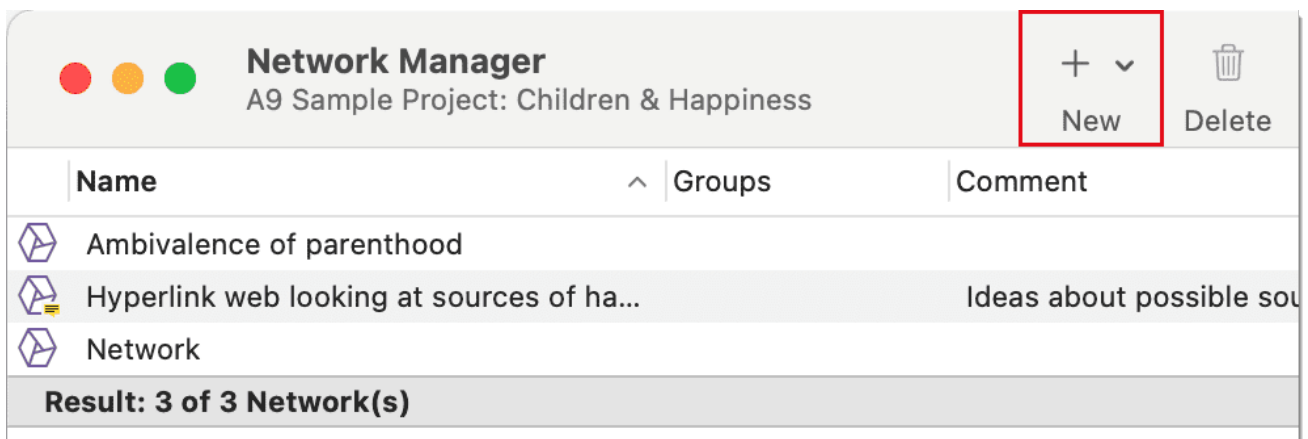 Network Manager
A9 Sample Project: Children & Happiness
New
Delete
Name
Groups
Comment
Ambivalence of parenthood
Hyperlink web looking at sources of ha...
Ideas about possible
Network
Result: 3 of 3 Network(s)